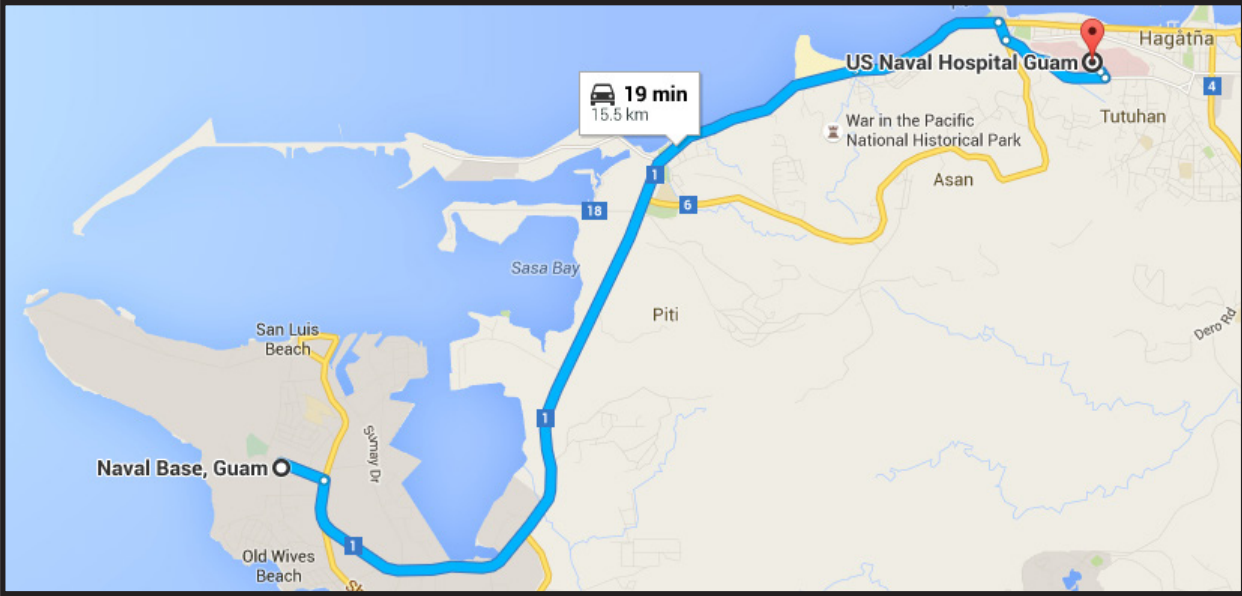 Hagåtña
US Naval Hospital Guam
4
19 min
15.5 km
Tutuhan
War in the Pacific
National Historical Park
1
Asan
6
18
Sasa Bay
Piti
Dero Rd
San Luis
Beach
1
Sumay Dr
Naval Base, Guam
1
Old Wives
Beach